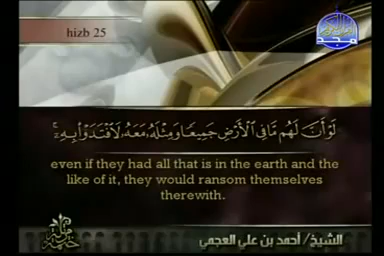 hizb 25
لَوْ أَنَّ لَهُم مَّا فِي الْأَرْضِ جَمِيعًا وَمِثْلَهُ مَعَهُ لَافْتَدَوْا بِهِ
even if they had all that is in the earth and the
like of it, they would ransom themselves
therewith.
الشيخ/ أحمد بن علي العجمي